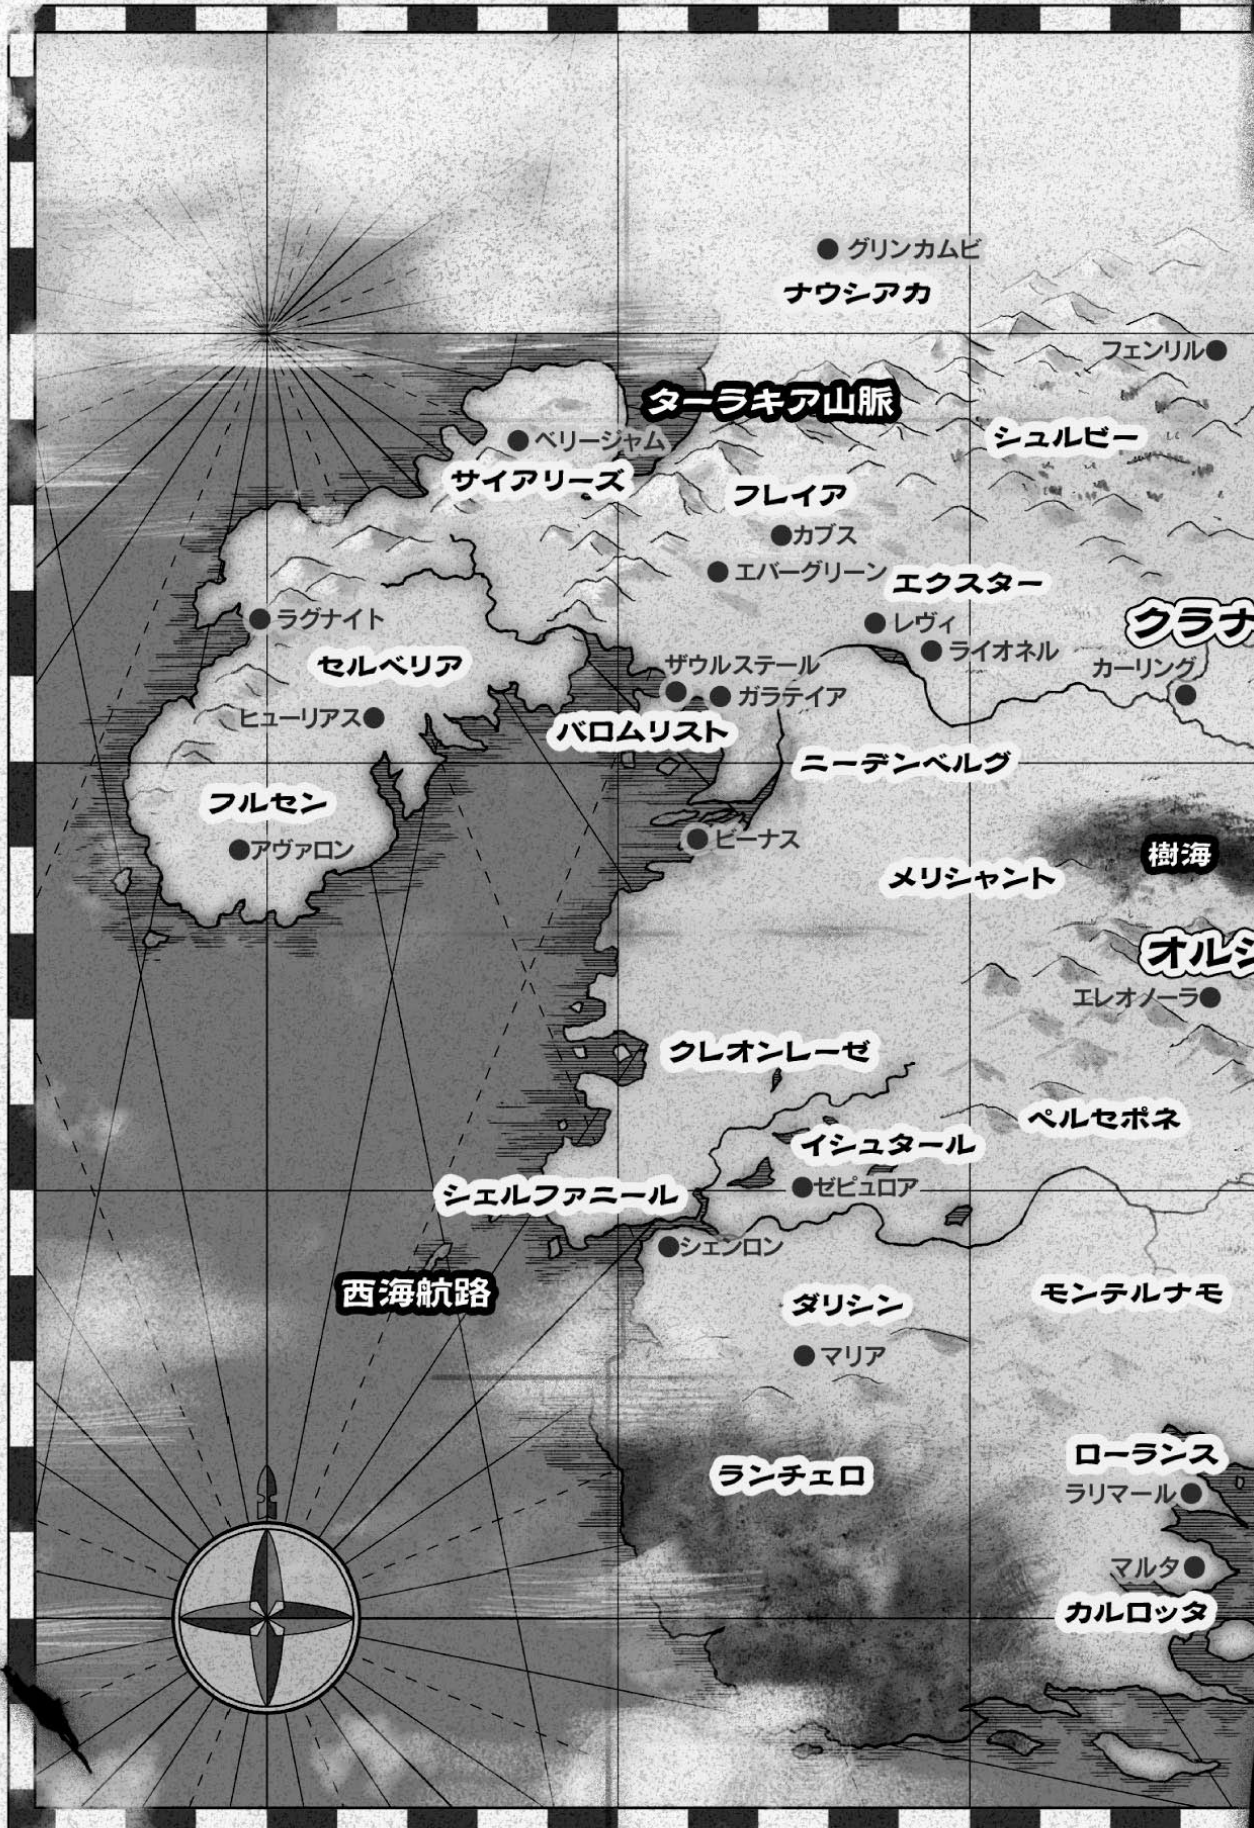 グリンカムビ
ナウシアカ
フェンリル
ターラキア山脈
シュルビー
ベリージャム
サイアリーズ
フレイア
カブス
エバーグリーン
エクスター
ラグナイト
レヴィ
クラナ
ライオネル
セルベリア
ザウルステール
カーリング
ガラテイア
ヒューリアス
バロムリスト
ニーデンベルグ
フルセン
ビーナス
アヴァロン
樹海
メリシャント
オルシ
エレオノーラ
クレオンレーゼ
ペルセポネ
イシュタール
ゼピュロア
シェルファニール
シェンロン
西海航路
モンテルナモ
ダリシン
マリア
ローランス
ランチェロ
ラリマール
マルタ
カルロッタ